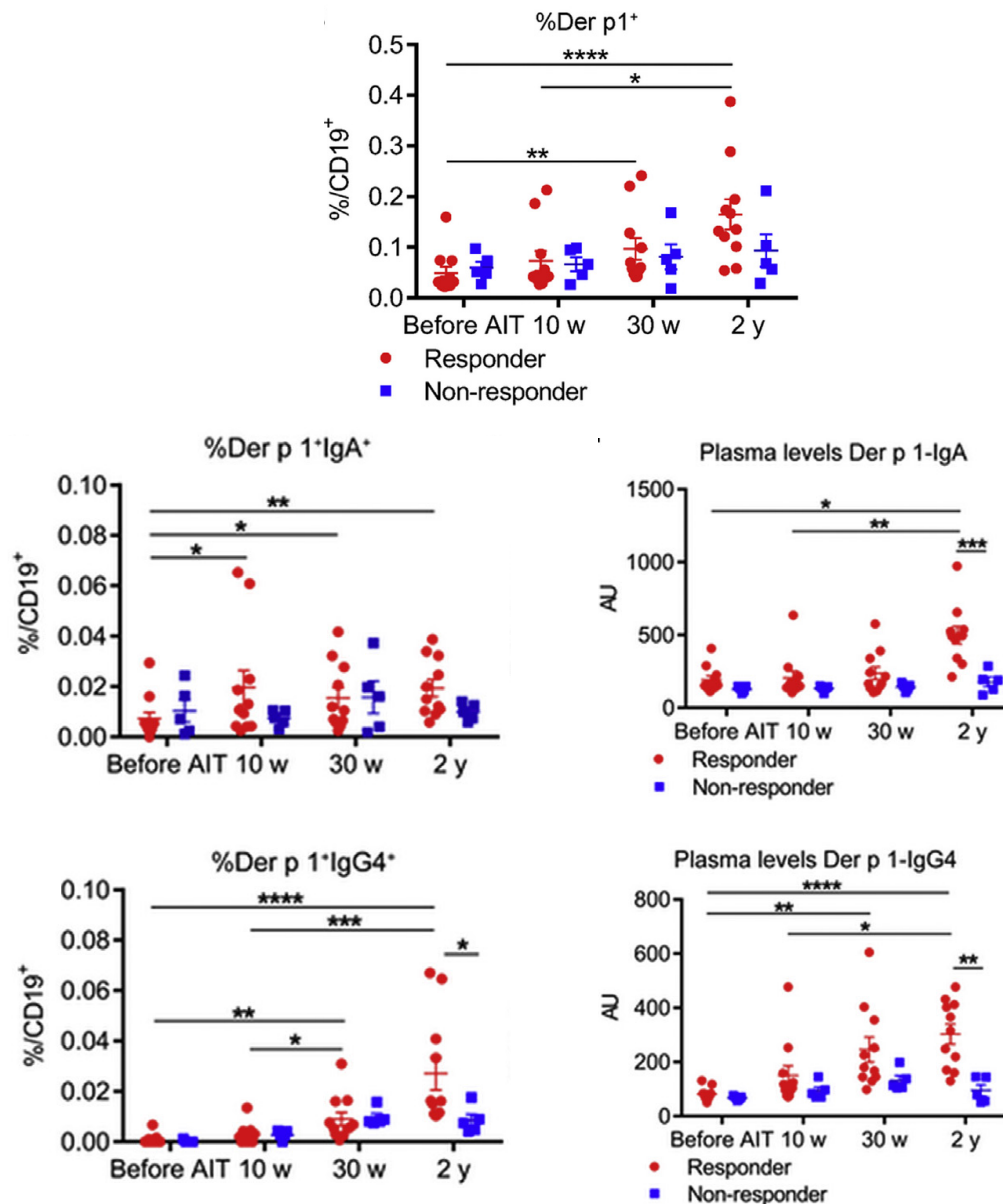 %Der p1⁺
%/CD19⁺
0.5
0.4
0.3
0.2
0.1
0.0
****
*
**
Before AIT 10 w 30 w 2 y
Responder
Non-responder
%Der p 1⁺IgA⁺
%/CD19⁺
0.10
0.08
0.06
0.04
0.02
0.00
**
*
*
Before AIT 10 w 30 w 2 y
Plasma levels Der p 1-IgA
AU
1500
1000
500
0
*
**
***
Before AIT 10 w 30 w 2 y
Responder
Non-responder
%Der p 1⁺IgG4⁺
%/CD19⁺
0.10
0.08
0.06
0.04
0.02
0.00
****
***
*
**
*
Before AIT 10 w 30 w 2 y
Plasma levels Der p 1-IgG4
AU
800
600
400
200
0
****
**
*
**
Before AIT 10 w 30 w 2 y
Responder
Non-responder